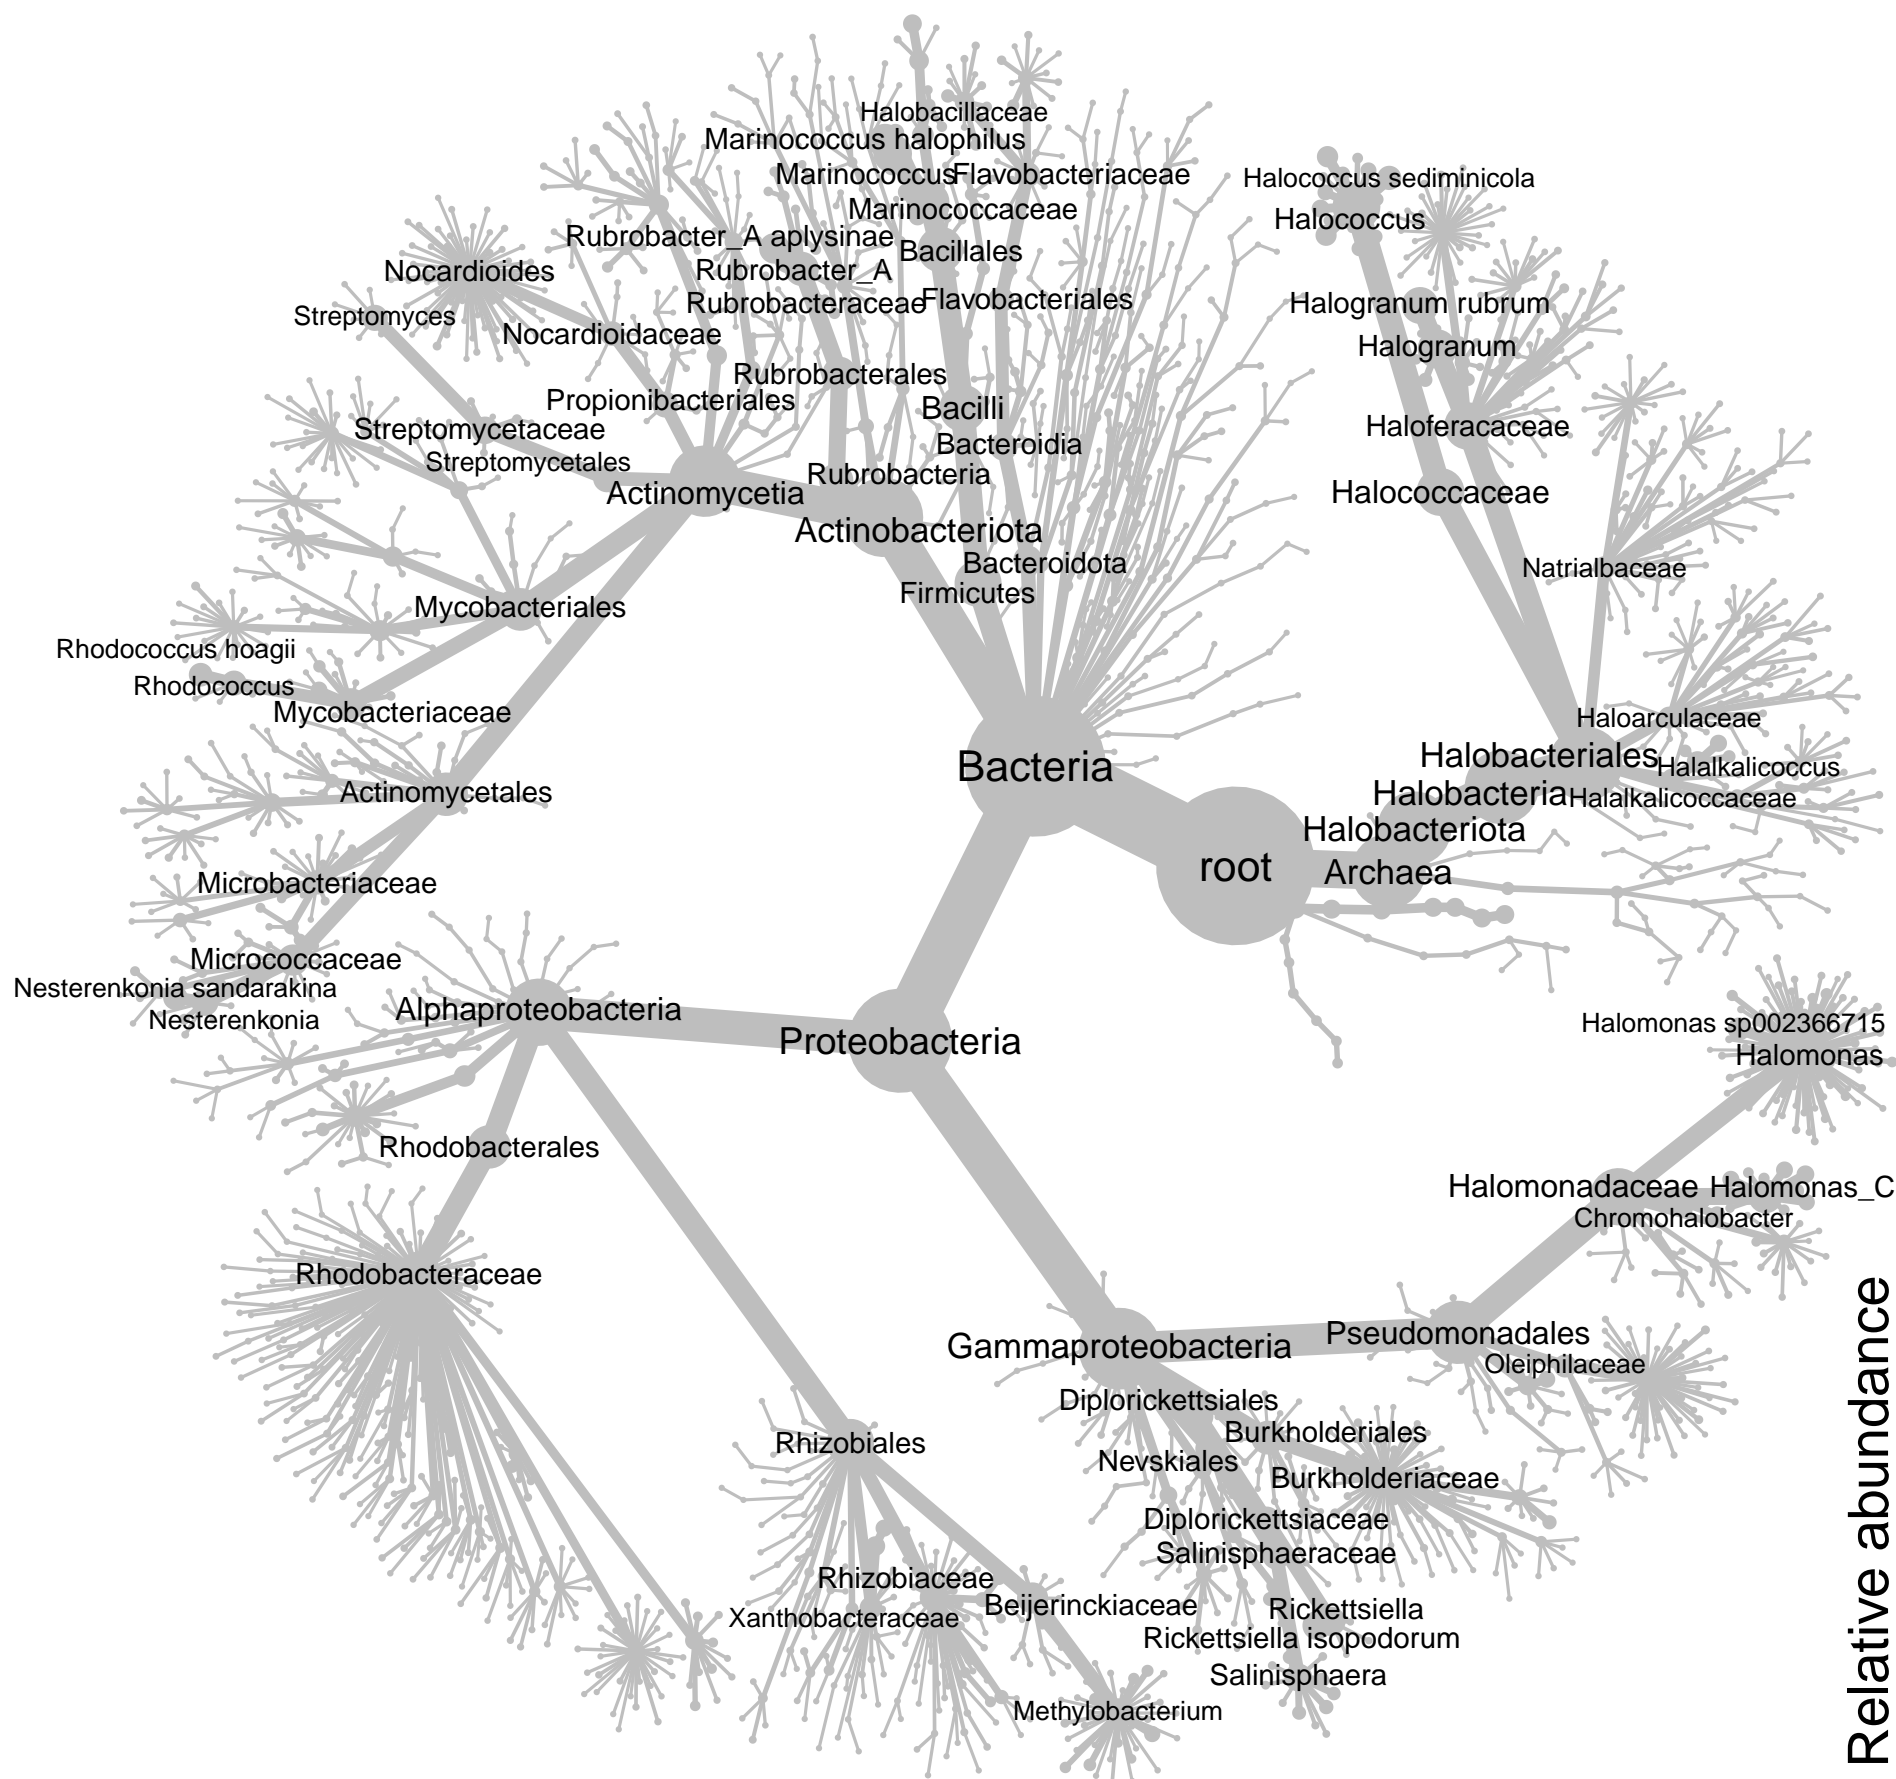 Halobacillaceae
Marinococcus halophilus
Marinococcus
Flavobacteriaceae
Marinococcaceae
Rubrobacter_A aplysinae
Bacillales
Rubrobacter_A
Nocardioides
Rubrobacteraceae
Flavobacteriales
Streptomyces
Nocardioidaceae
Rubrobacterales
Propionibacteriales
Bacilli
Streptomycetaceae
Bacteroidia
Streptomycetales
Rubrobacteria
Actinomycetia
Actinobacteriota
Bacteroidota
Firmicutes
Mycobacteriales
Rhodococcus hoagii
Rhodococcus
Mycobacteriaceae
Actinomycetales
Microbacteriaceae
Micrococcaceae
Nesterenkonia sandarakina
Nesterenkonia
Halococcus sediminicola
Halococcus
Halogranum rubrum
Halogranum
Haloferacaceae
Halococcaceae
Natrialbaceae
Haloarculaceae
Halobacteriales
Halalkalicoccus
Halobacteria
Halalkalicoccaceae
Halobacteriota
Archaea
Bacteria
root
Alphaproteobacteria
Proteobacteria
Rhodobacterales
Rhodobacteraceae
Halomonas sp002366715
Halomonas
Halomonadaceae
Halomonas_C
Chromohalobacter
Gammaproteobacteria
Pseudomonadales
Oleiphilaceae
Diplorickettsiales
Burkholderiales
Nevskiales
Burkholderiaceae
Diplorickettsiaceae
Salinisphaeraceae
Rhizobiales
Rhizobiaceae
Beijerinckiaceae
Xanthobacteraceae
Rickettsiella
Rickettsiella isopodorum
Salinisphaera
Methylobacterium
Relative abundance